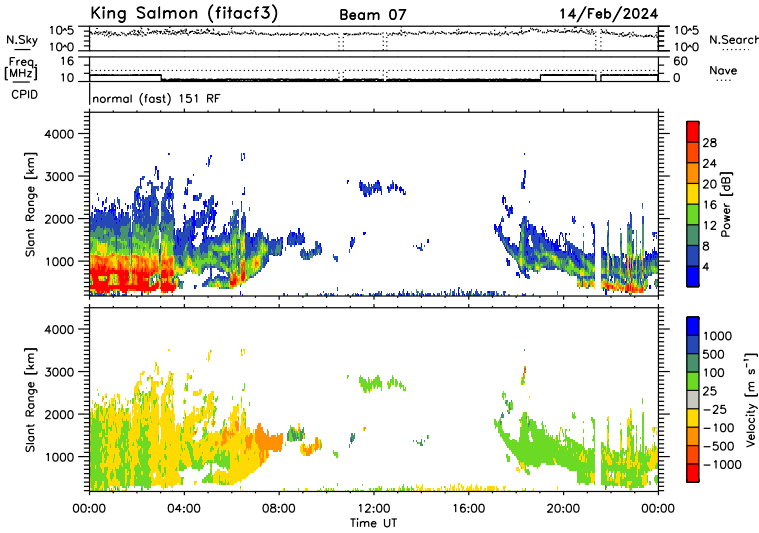 King Salmon (fitacf3) Beam 07 14/Feb/2024
N.Sky 10^5 10^0 10^5 10^0 N.Search
Freq. [MHz] 16 10 60 0 Nave
CPID normal (fast) 151 RF
Slant Range [km] 4000 3000 2000 1000
28 24 20 16 12 8 4 Power [dB]
Slant Range [km] 4000 3000 2000 1000
1000 500 100 25 -25 -100 -500 -1000 Velocity [m s^-1]
00:00 04:00 08:00 12:00 16:00 20:00 00:00
Time UT